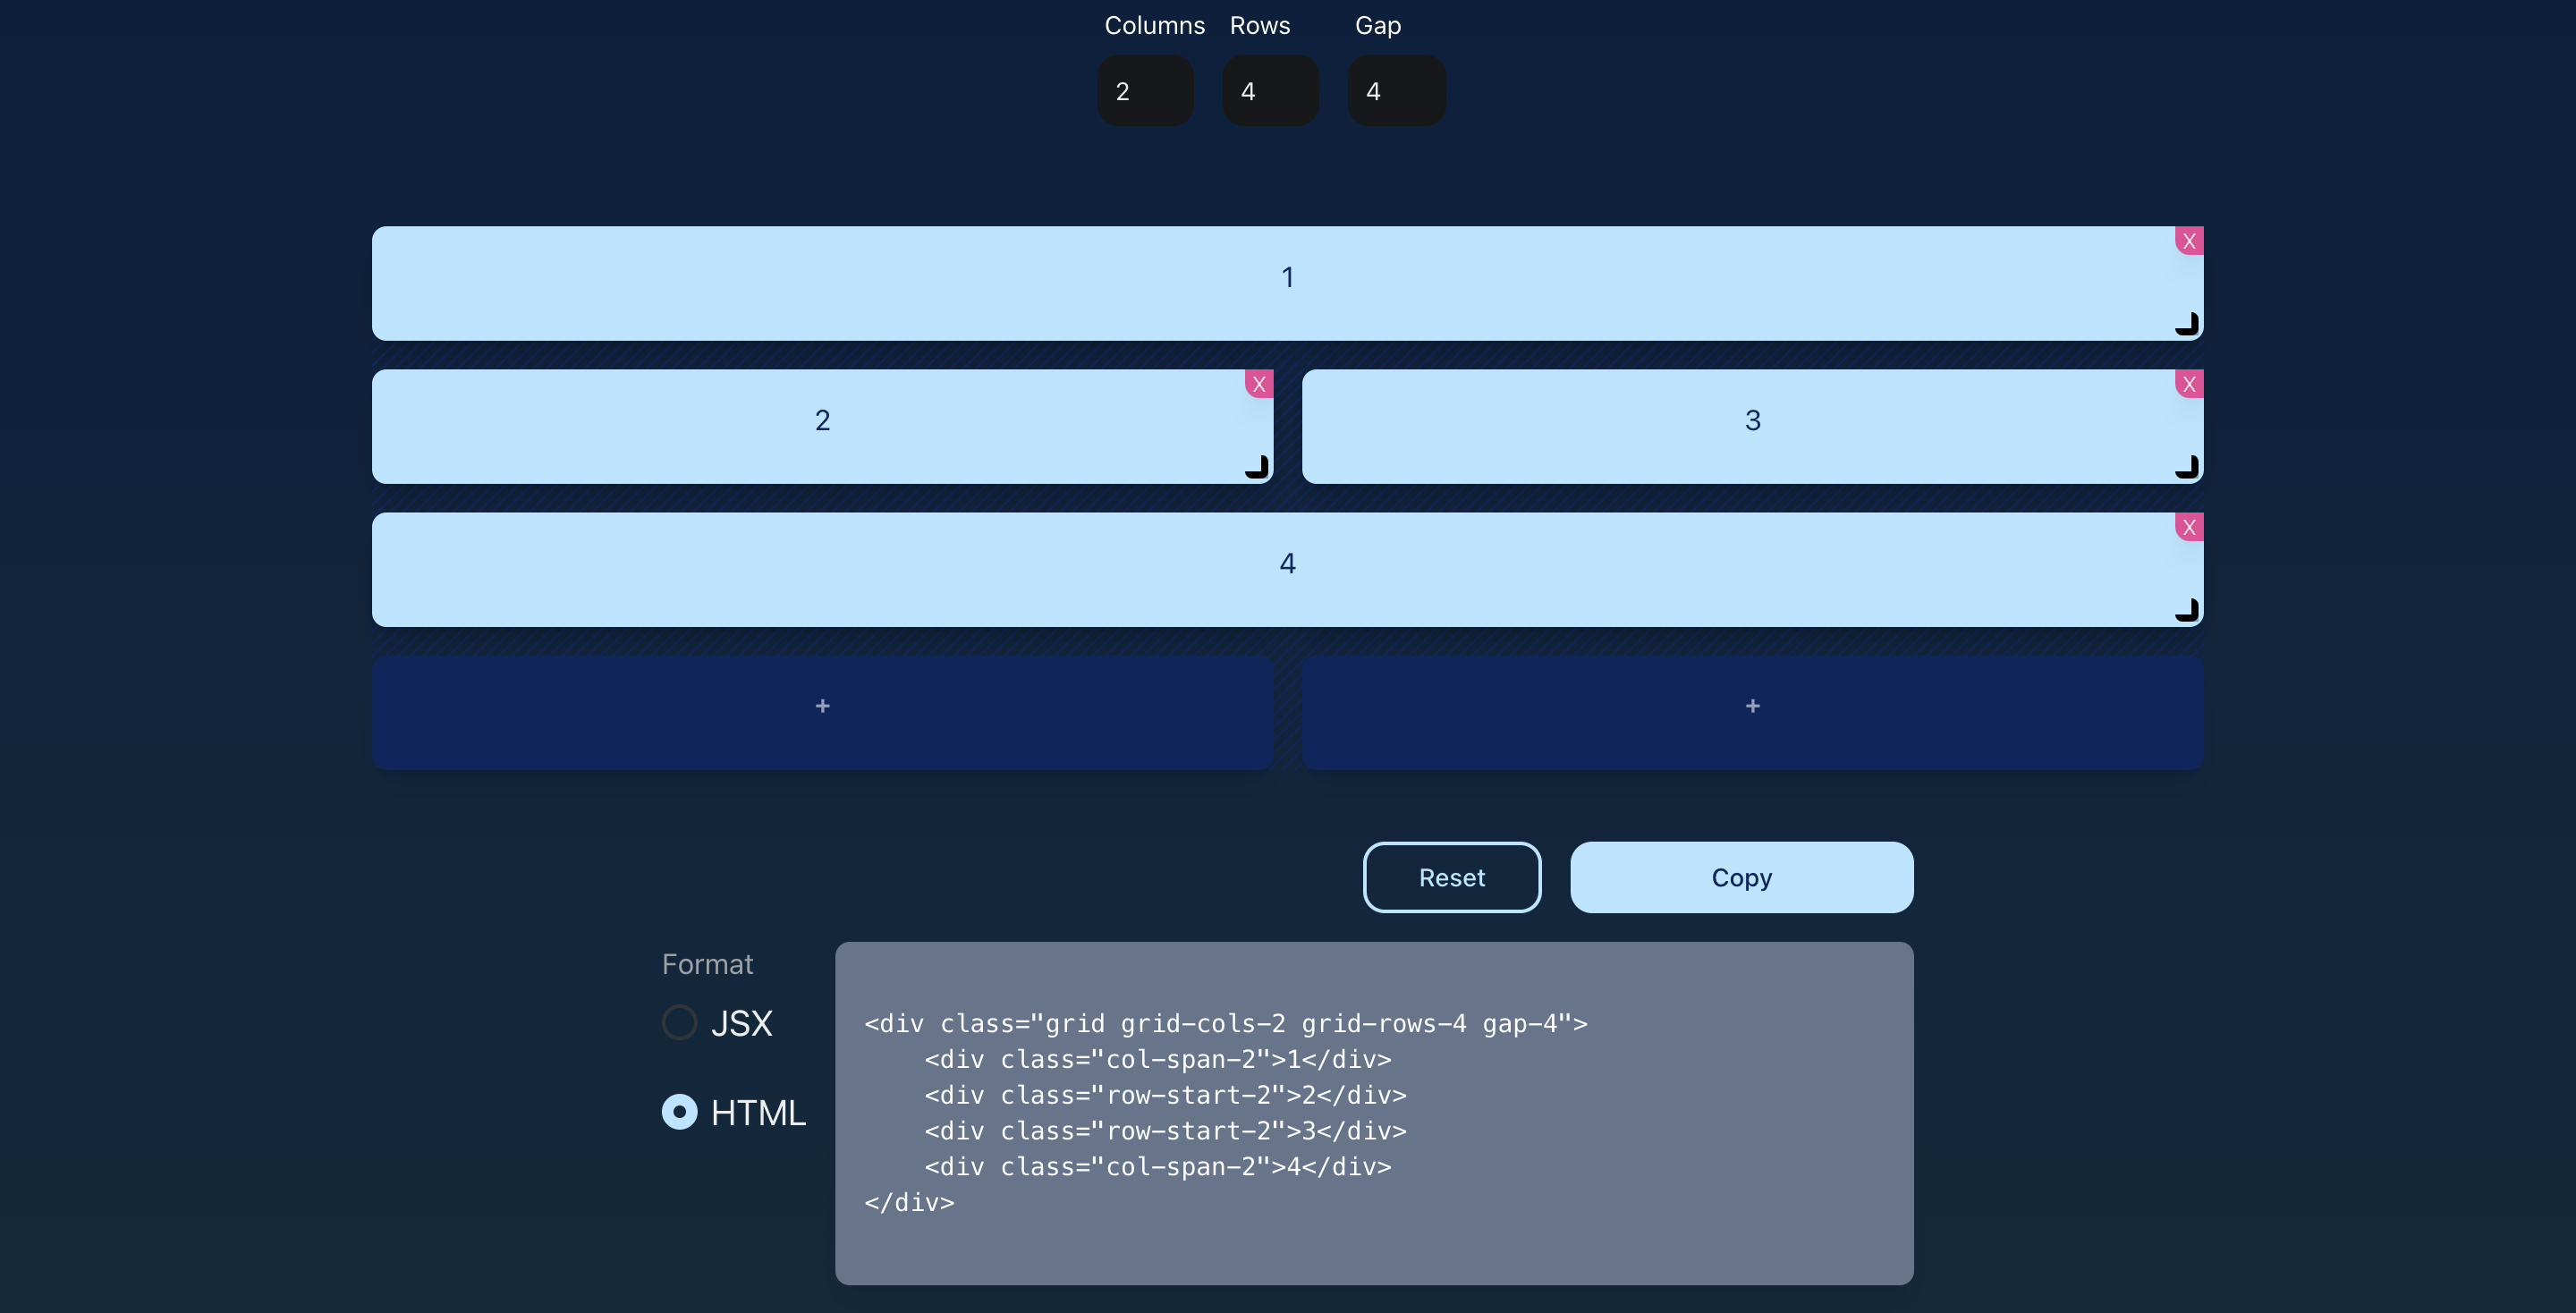 Columns Rows Gap
2 4 4
X
1
X X
2 3
X
4
+ +
Reset Copy
Format
JSX
HTML
<div class="grid grid-cols-2 grid-rows-4 gap-4">
    <div class="col-span-2">1</div>
    <div class="row-start-2">2</div>
    <div class="row-start-2">3</div>
    <div class="col-span-2">4</div>
</div>